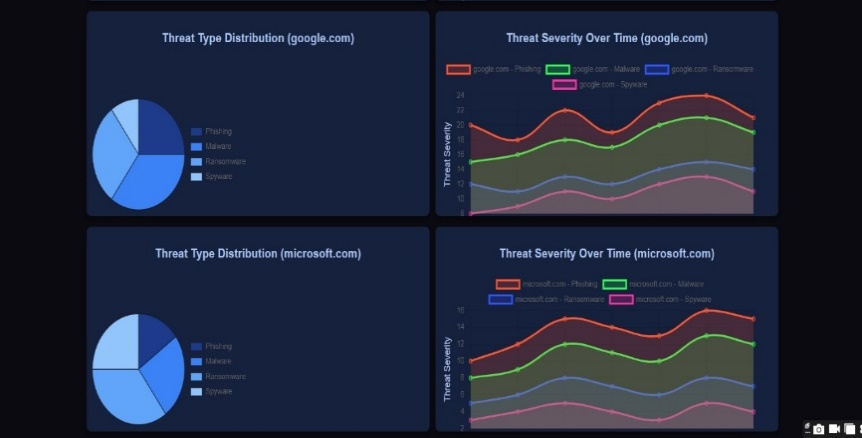 Threat Type Distribution (google.com)
Phishing
Malware
Ransomware
Spyware
Threat Severity Over Time (google.com)
google.com - Phishing google.com - Malware google.com - Ransomware
google.com - Spyware
Threat Severity
24
22
20
18
16
14
12
10
8
Threat Type Distribution (microsoft.com)
Phishing
Malware
Ransomware
Spyware
Threat Severity Over Time (microsoft.com)
microsoft.com - Phishing microsoft.com - Malware
microsoft.com - Ransomware microsoft.com - Spyware
Threat Severity
16
14
12
10
8
6
4
2